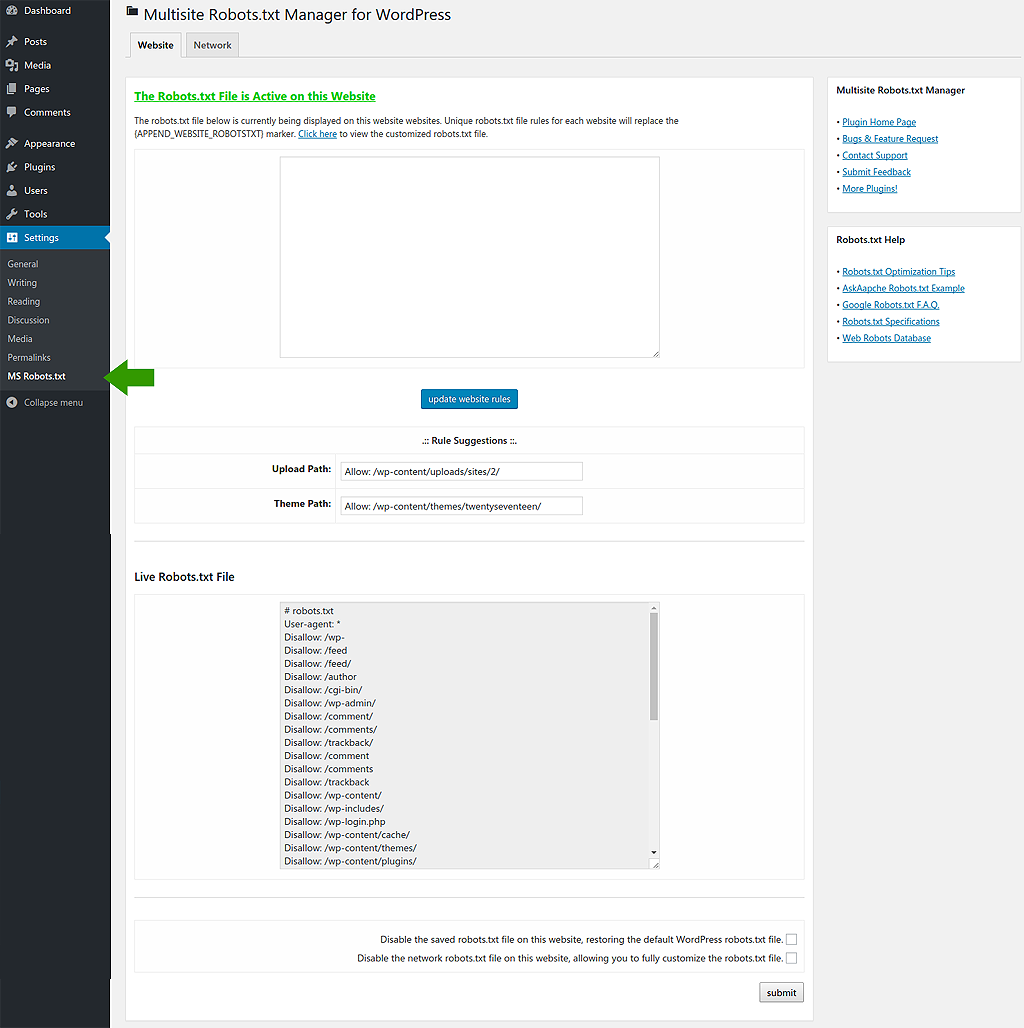 Dashboard
Posts
Media
Pages
Comments
Appearance
Plugins
Users
Tools
Settings
General
Writing
Reading
Discussion
Media
Permalinks
MS Robots.txt
Collapse menu
Multisite Robots.txt Manager for WordPress
Website
Network
The Robots.txt File is Active on this Website
The robots.txt file below is currently being displayed on this website websites. Unique robots.txt file rules for each website will replace the
{APPEND_WEBSITE_ROBOTSTXT} marker. Click here to view the customized robots.txt file.
update website rules
.:: Rule Suggestions ::.
Upload Path: Allow: /wp-content/uploads/sites/2/
Theme Path: Allow: /wp-content/themes/twentyseventeen/
Live Robots.txt File
# robots.txt
User-agent: *
Disallow: /wp-
Disallow: /feed
Disallow: /feed/
Disallow: /author
Disallow: /cgi-bin/
Disallow: /wp-admin/
Disallow: /comment/
Disallow: /comments/
Disallow: /trackback/
Disallow: /comment
Disallow: /comments
Disallow: /trackback
Disallow: /wp-content/
Disallow: /wp-includes/
Disallow: /wp-login.php
Disallow: /wp-content/cache/
Disallow: /wp-content/themes/
Disallow: /wp-content/plugins/
Disable the saved robots.txt file on this website, restoring the default WordPress robots.txt file.
Disable the network robots.txt file on this website, allowing you to fully customize the robots.txt file.
submit
Multisite Robots.txt Manager
• Plugin Home Page
• Bugs & Feature Request
• Contact Support
• Submit Feedback
• More Plugins!
Robots.txt Help
• Robots.txt Optimization Tips
• AskAapche Robots.txt Example
• Google Robots.txt F.A.Q.
• Robots.txt Specifications
• Web Robots Database